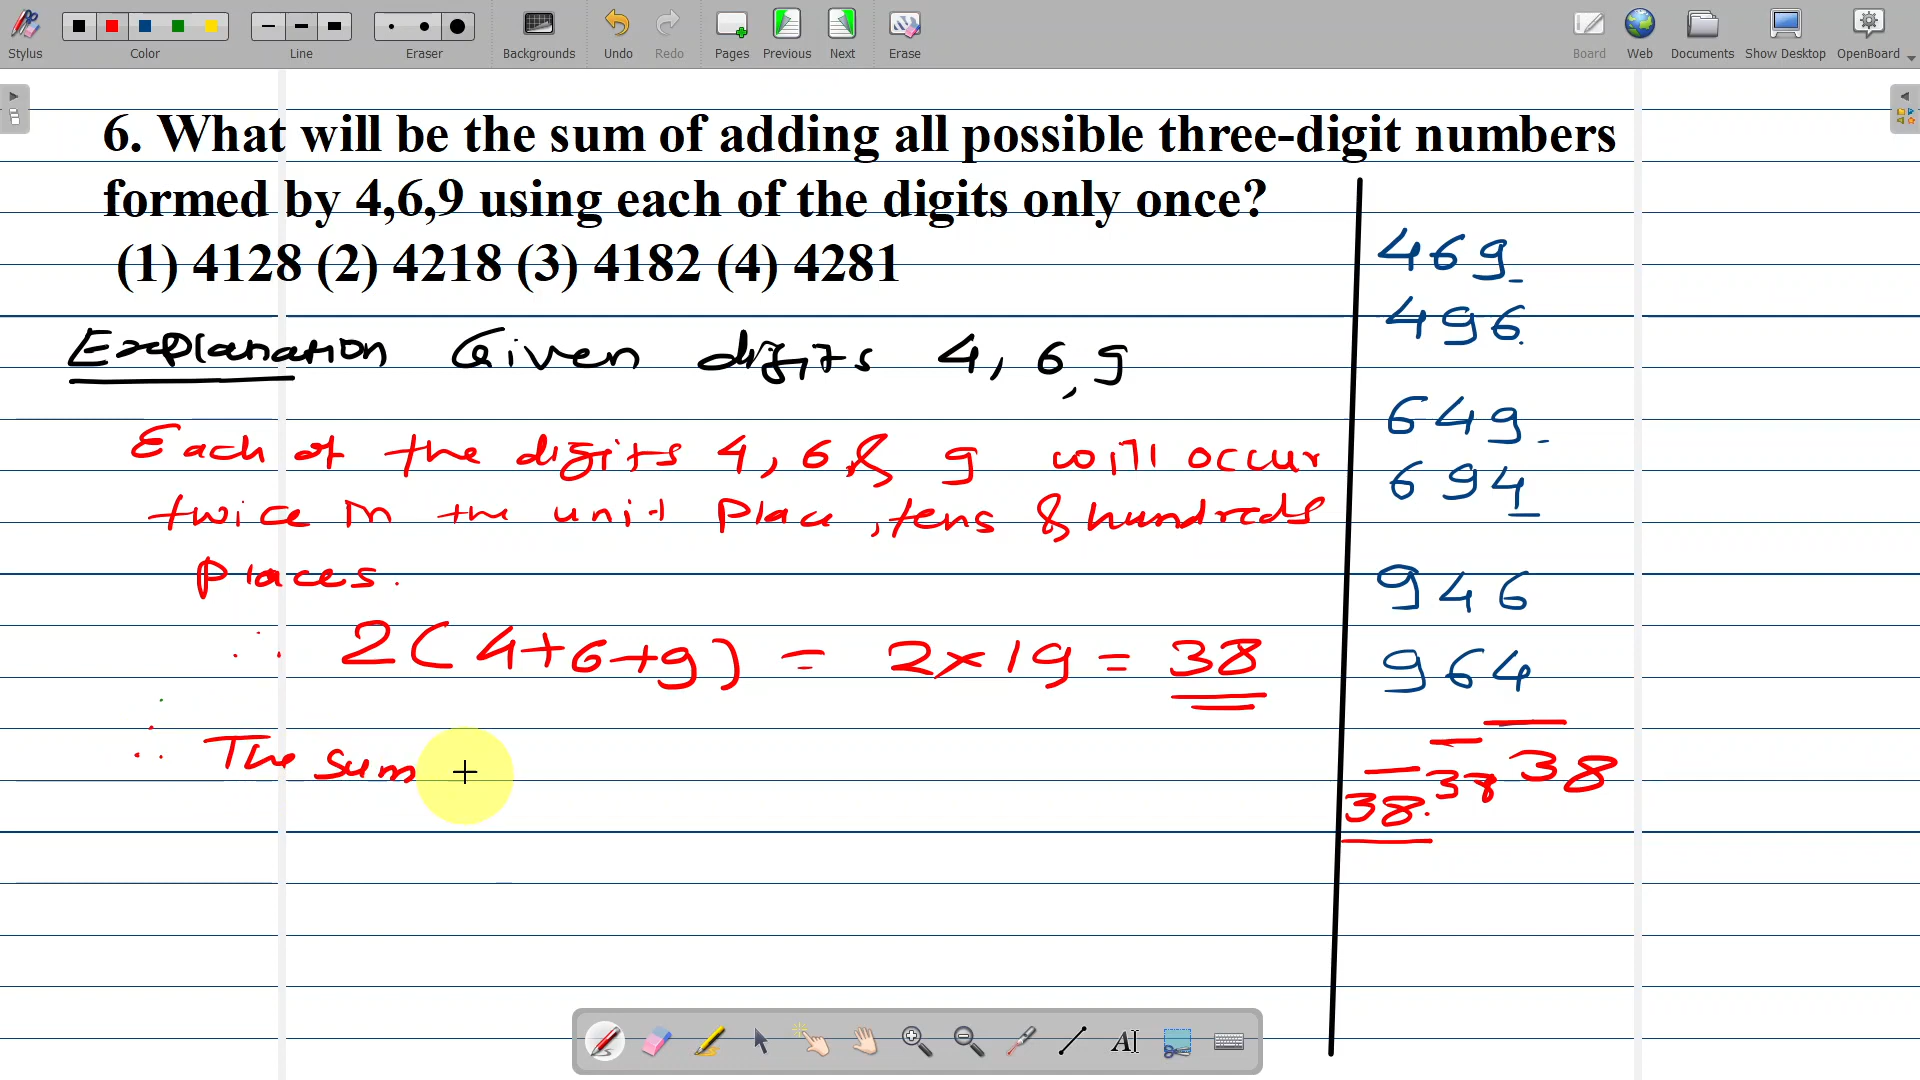 Stylus Color Line Eraser Backgrounds Undo Redo Pages Previous Next Erase Board Web Documents Show Desktop OpenBoard
6. What will be the sum of adding all possible three-digit numbers
formed by 4,6,9 using each of the digits only once?
(1) 4128 (2) 4218 (3) 4182 (4) 4281
Explanation Given digits 4, 6, 9
Each of the digits 4, 6 & 9 will occur
twice in the unit place, tens & hundreds
places.
∴ 2(4+6+9) = 2×19 = 38
∴ The sum
469
496
649
694
946
964
38 38 38